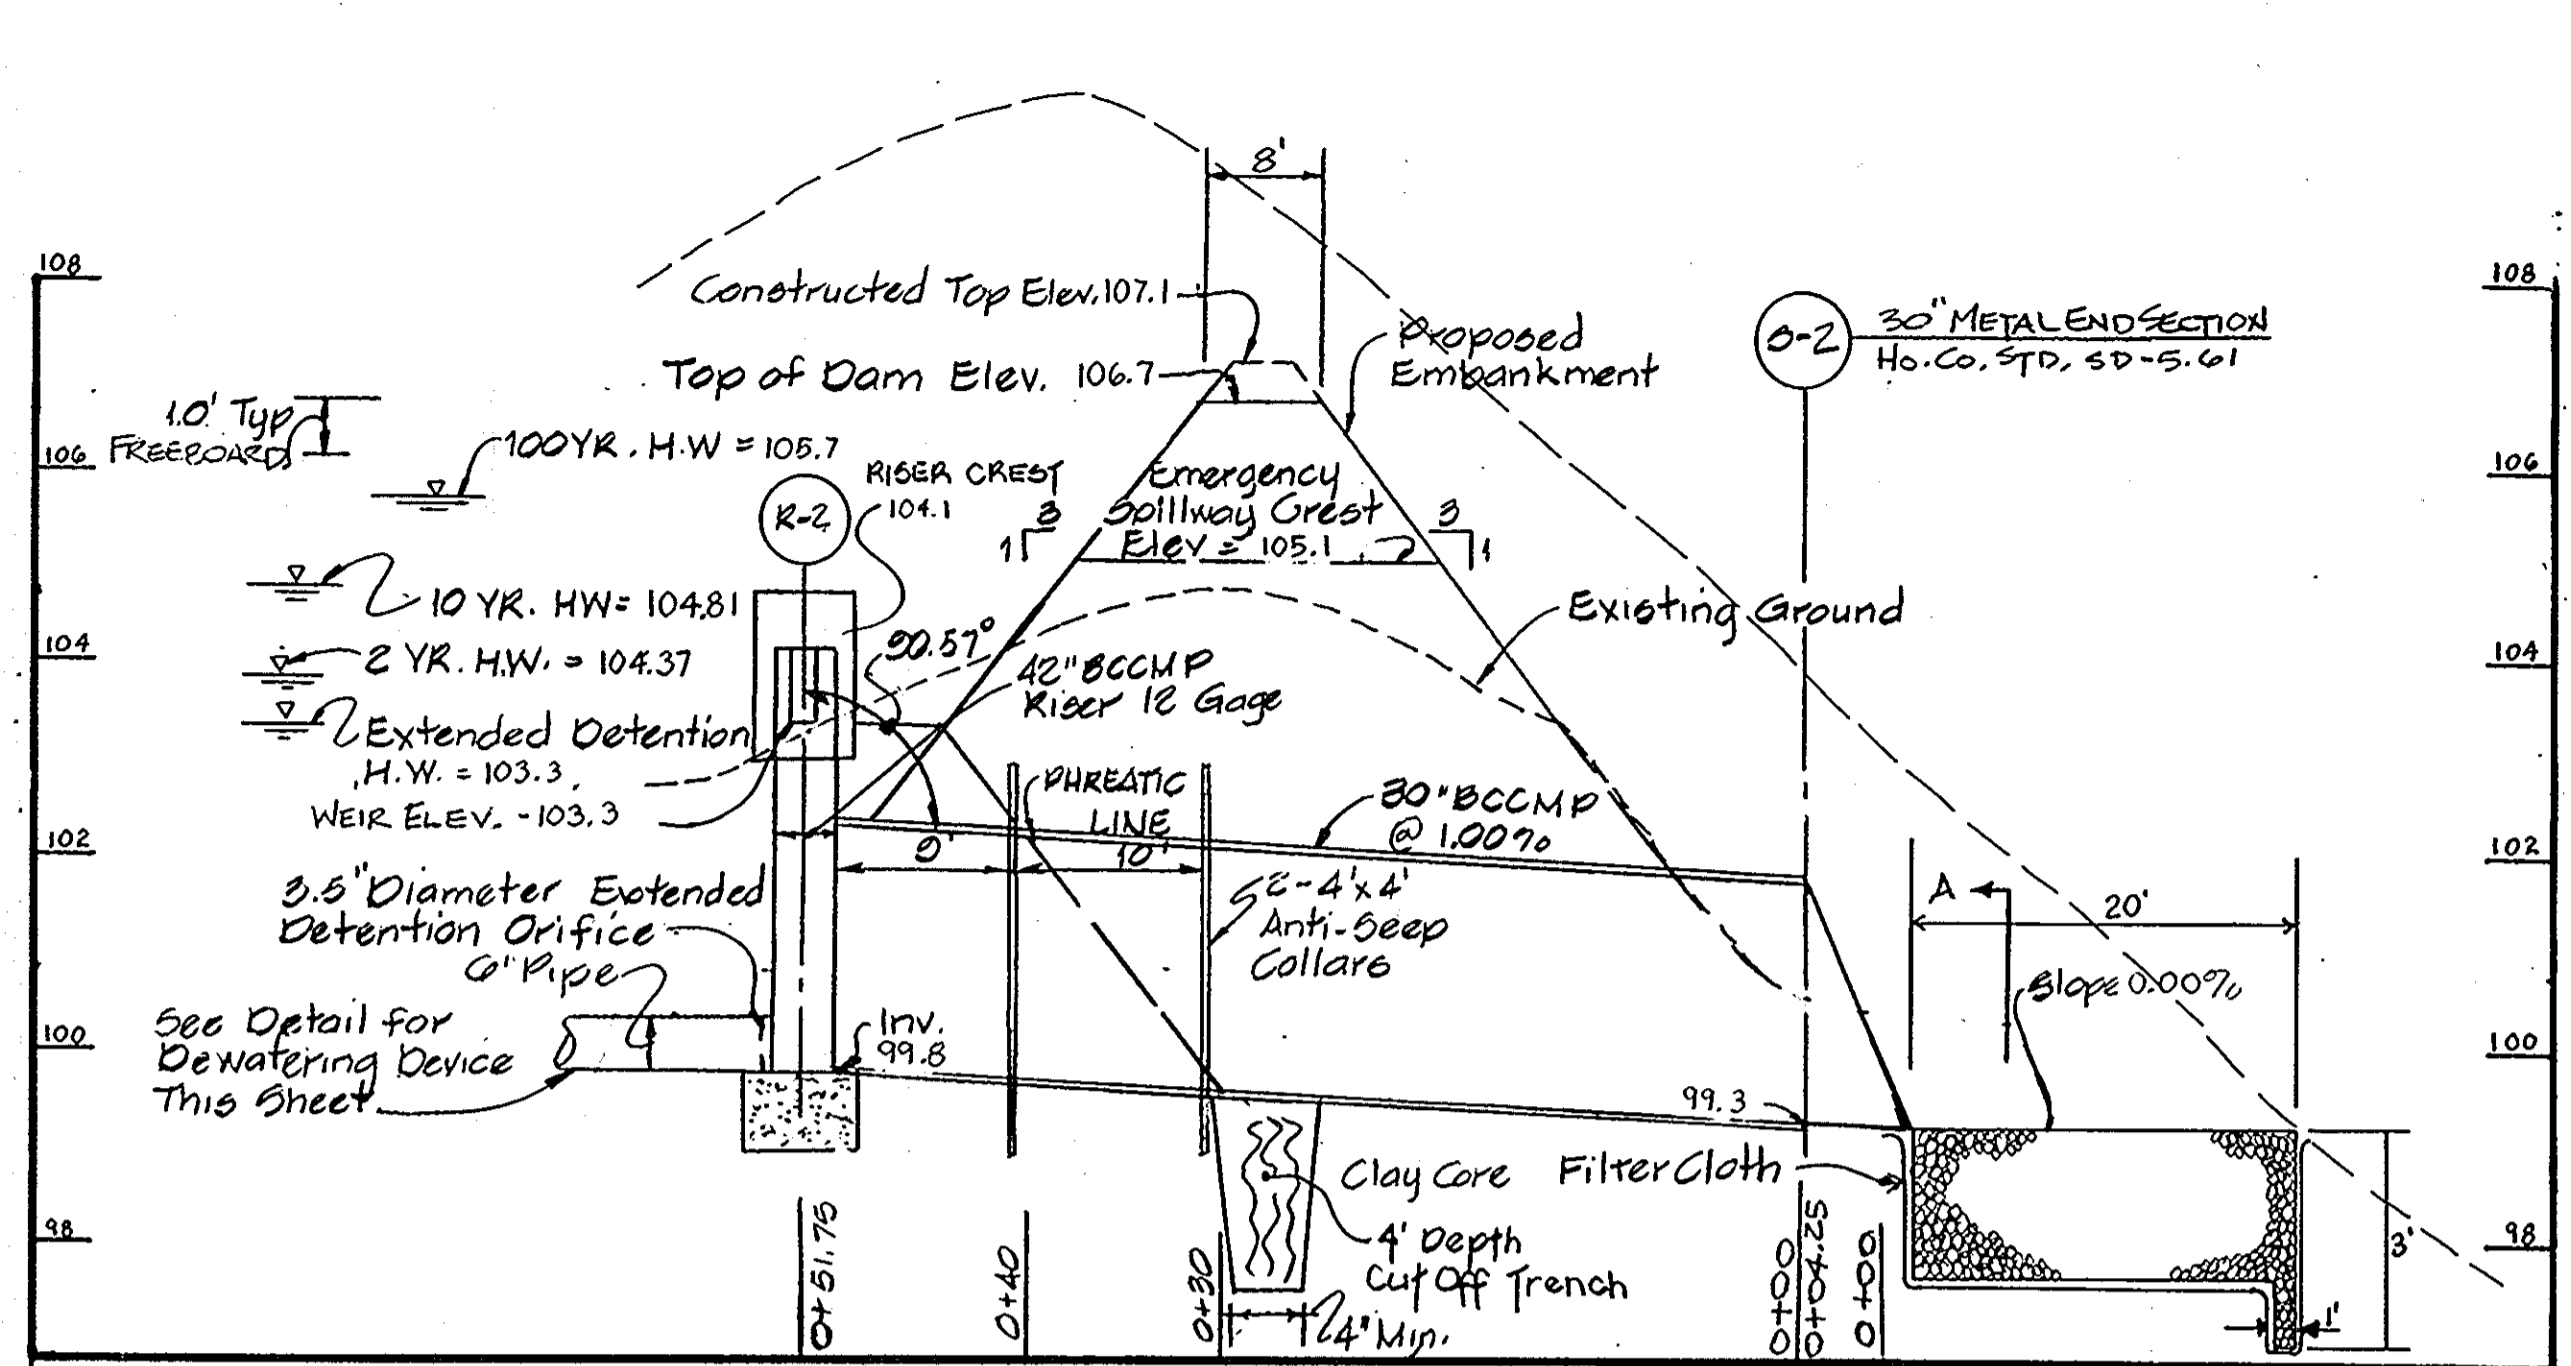 8'
108
108
Constructed Top Elev. 107.1
S-2
30" METAL END SECTION
Ho. Co. STD. SD-5.61
Proposed
Embankment
Top of Dam Elev. 106.7
1.0' Typ
FREEBOARD
100 YR. H.W = 105.7
106
106
R-2
RISER CREST
104.1
Emergency
Spillway Crest
Elev = 105.1
3
1
3
1
10 YR. HW= 104.81
Existing Ground
2 YR. H.W. = 104.37
104
104
90.57°
42" BCCMP
Riser 12 Gage
Extended Detention
H.W. = 103.3
WEIR ELEV. - 103.3
PHREATIC
LINE
30" BCCMP
@ 1.00%
102
102
9'
10'
2-4'x4'
Anti-Seep
Collars
3.5" Diameter Extended
Detention Orifice
6" Pipe
A
20'
Slope 0.00%
See Detail for
Dewatering Device
This Sheet
Inv.
99.8
100
100
99.3
Clay Core
Filter Cloth
4' Depth
Cut Off Trench
4" Min.
98
98
3'
1'
0+51.75
0+40
0+30
0+00
0+04.25
0+00